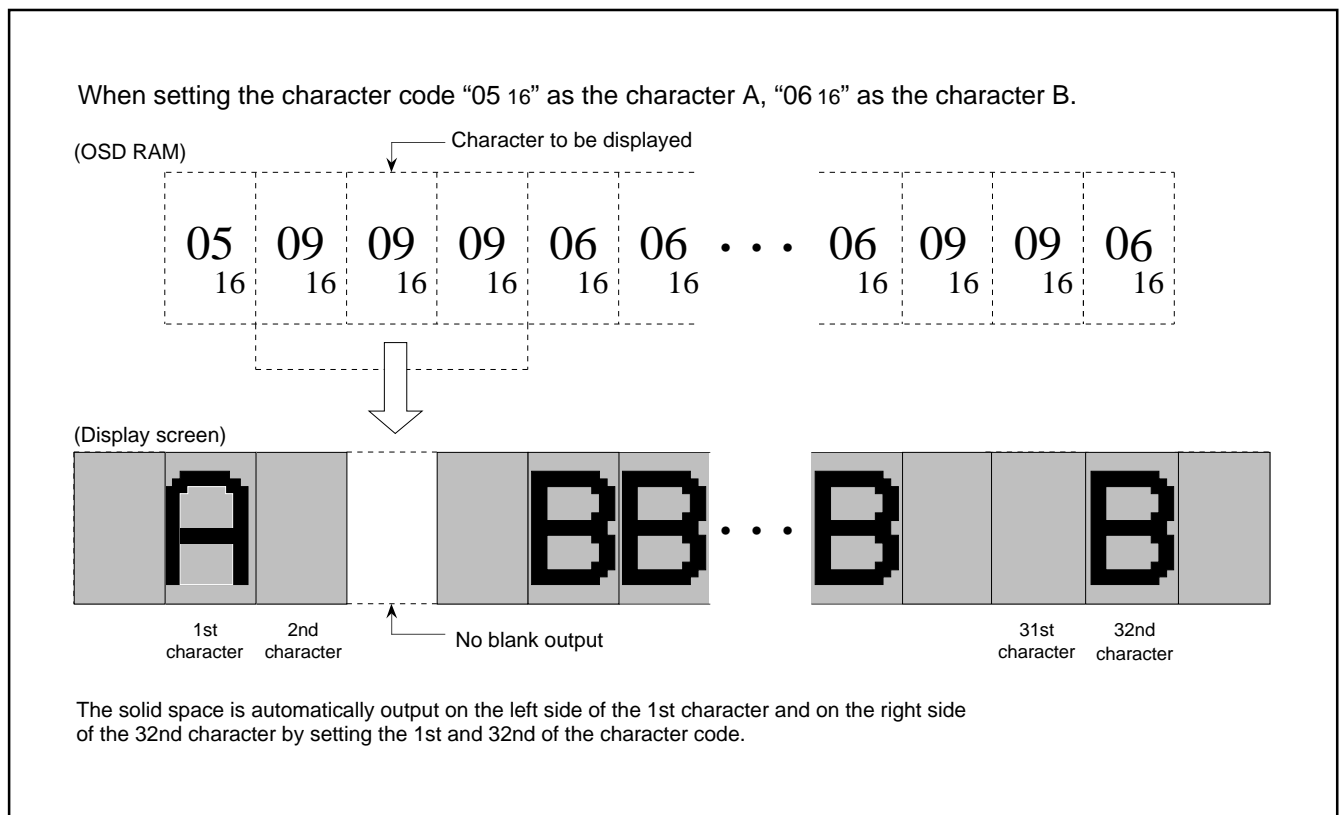 When setting the character code “05 16” as the character A, “06 16” as the character B.
(OSD RAM)
Character to be displayed
05 09 09 09 06 06 • • • 06 09 09 06
16 16 16 16 16 16 16 16 16 16
(Display screen)
A B B • • • B B
1st character
2nd character
No blank output
31st character
32nd character
The solid space is automatically output on the left side of the 1st character and on the right side
of the 32nd character by setting the 1st and 32nd of the character code.